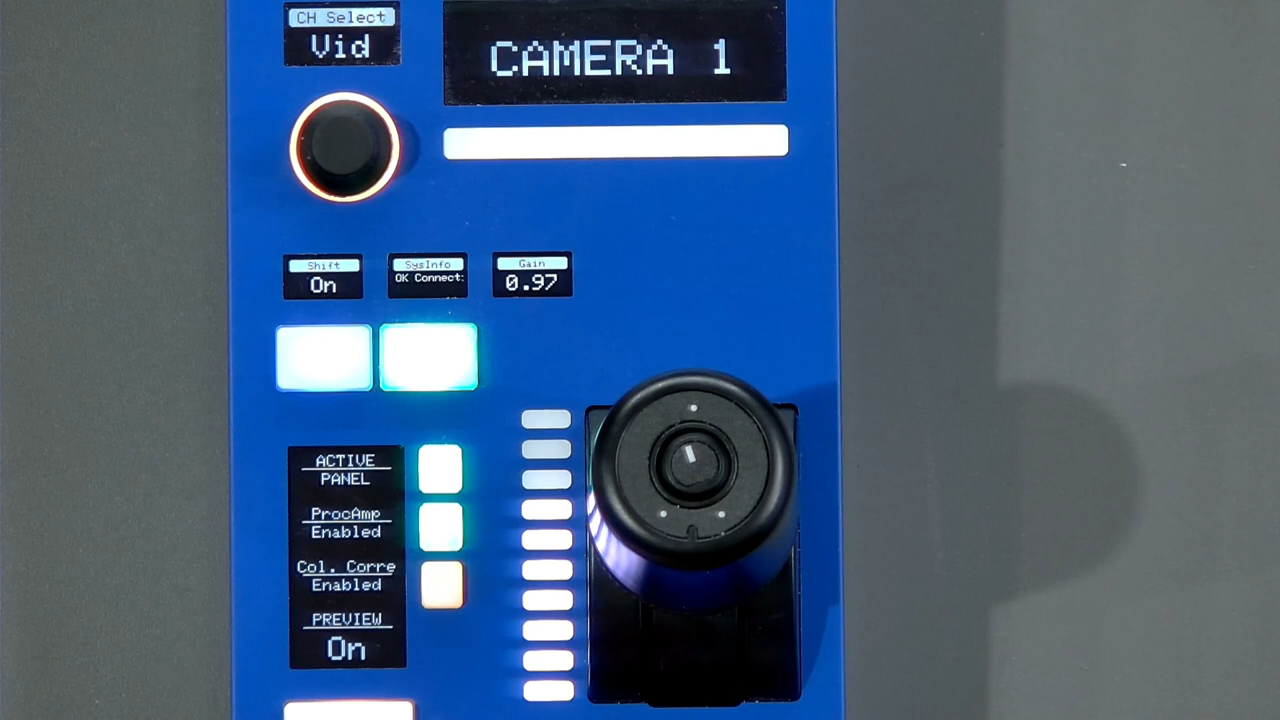 CH Select
Vid
CAMERA 1
Shift
On
SysInfo
OK Connect:
Gain
0.97
ACTIVE
PANEL
ProcAmp
Enabled
Col. Corre
Enabled
PREVIEW
On